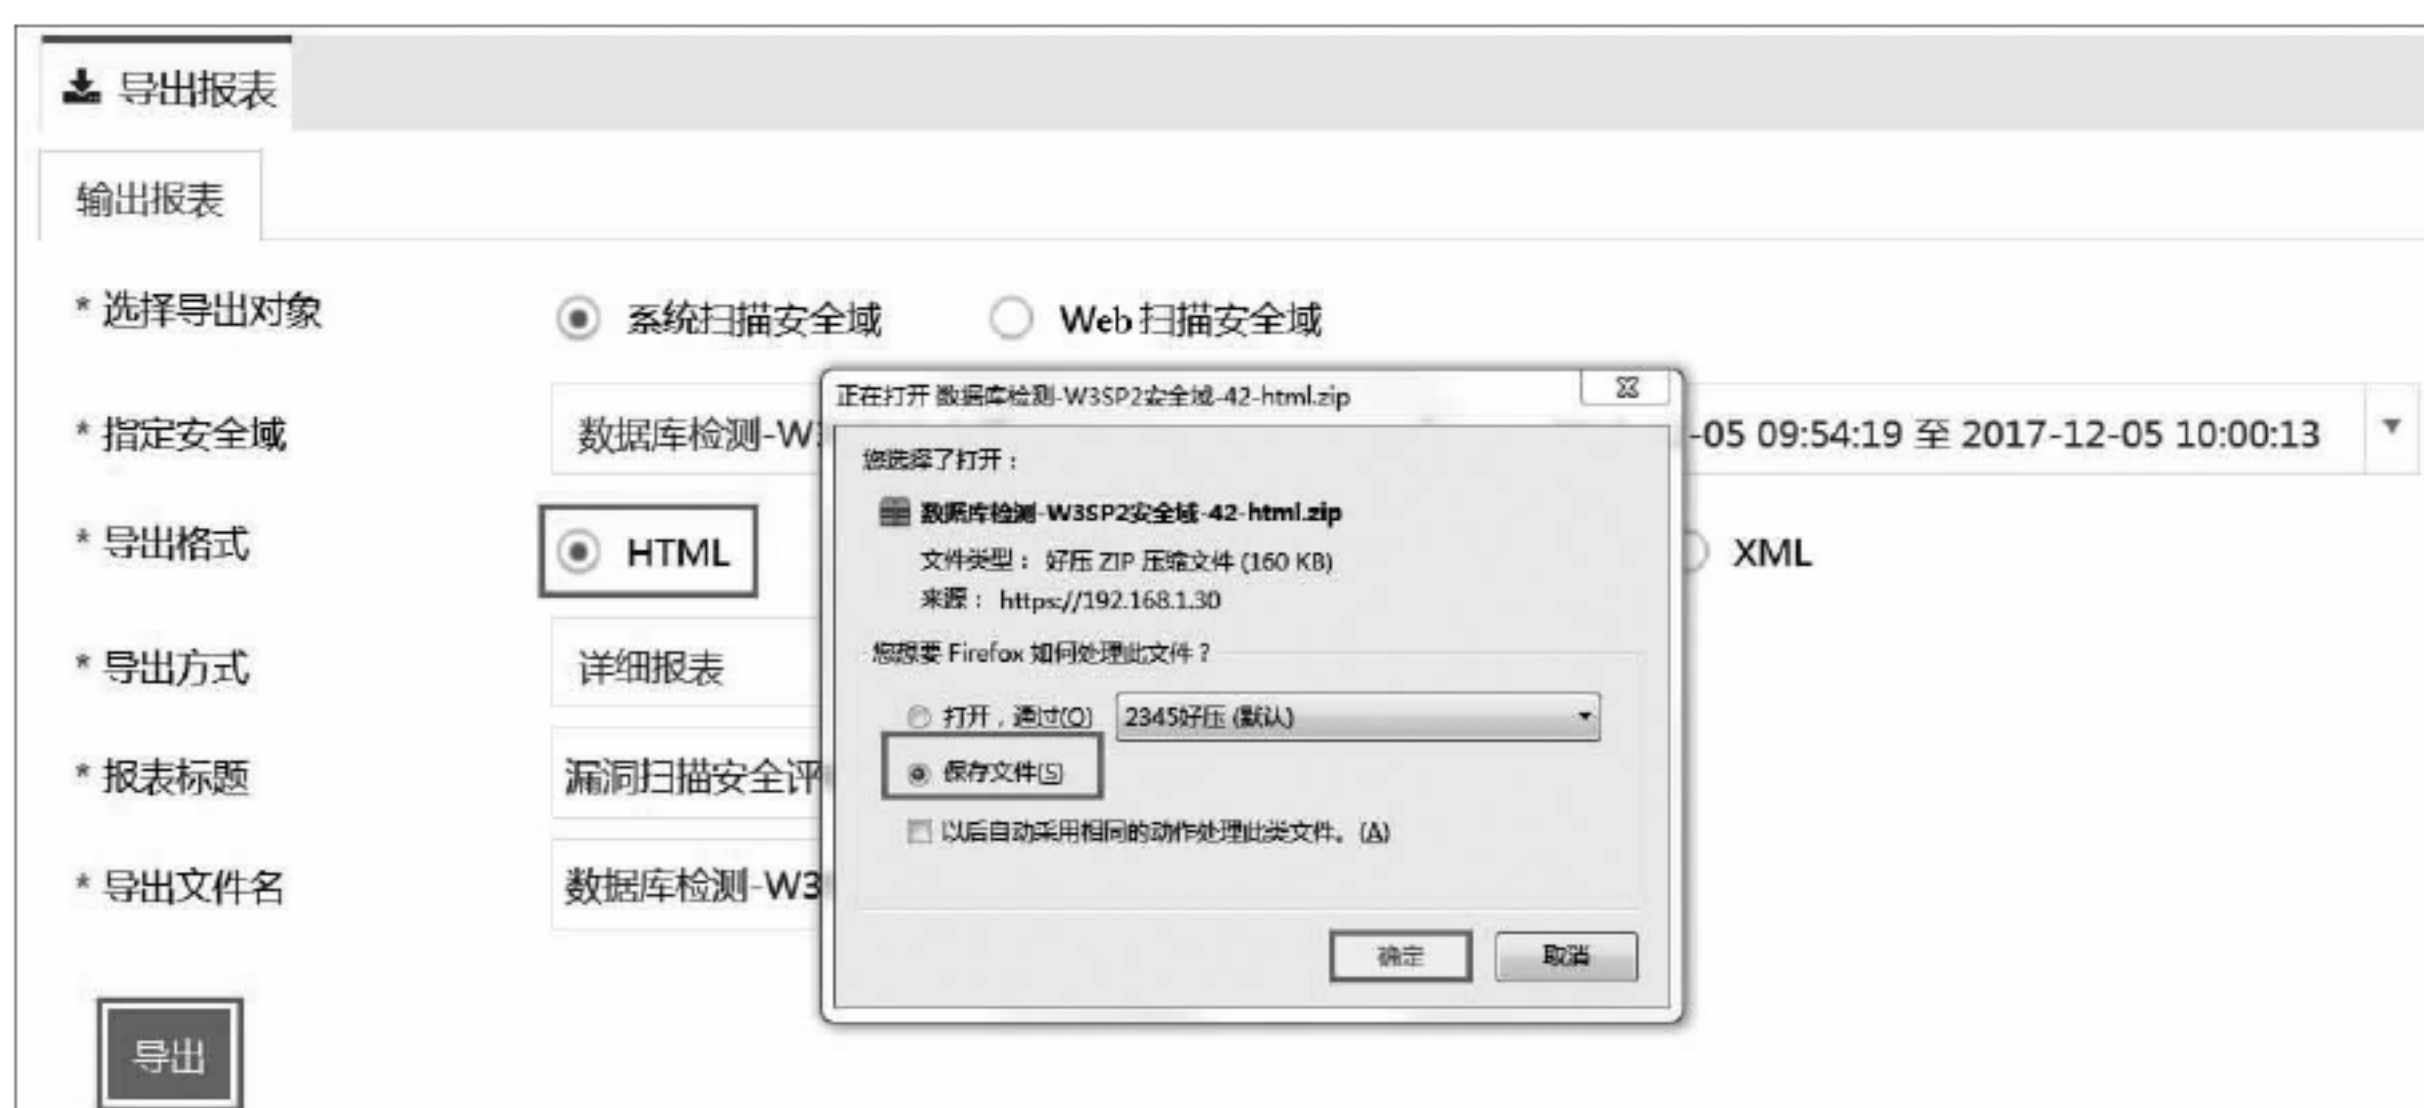 导出报表
输出报表
* 选择导出对象 系统扫描安全域 Web 扫描安全域
* 指定安全域 数据库检测-W -05 09:54:19 至 2017-12-05 10:00:13
* 导出格式 HTML XML
* 导出方式 详细报表
* 报表标题 漏洞扫描安全评
* 导出文件名 数据库检测-W3
导出
正在打开 数据库检测-W3SP2安全域-42-html.zip
您选择了打开：
数据库检测-W3SP2安全域-42-html.zip
文件类型： 好压 ZIP 压缩文件 (160 KB)
来源： https://192.168.1.30
您想要 Firefox 如何处理此文件？
打开，通过(O) 2345好压 (默认)
保存文件(S)
以后自动采用相同的动作处理此类文件。(A)
确定 取消